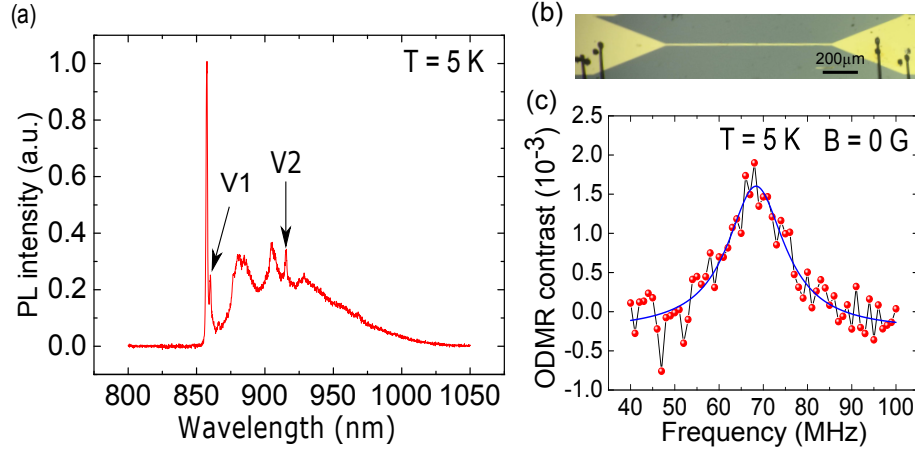 (a)
PL intensity (a.u.)
1.0
0.8
0.6
0.4
0.2
0.0
T = 5 K
V1
V2
800 850 900 950 1000 1050
Wavelength (nm)
(b)
200μm
(c)
ODMR contrast (10⁻³)
2.5
2.0
1.5
1.0
0.5
0.0
-0.5
-1.0
T = 5 K B = 0 G
40 50 60 70 80 90 100
Frequency (MHz)